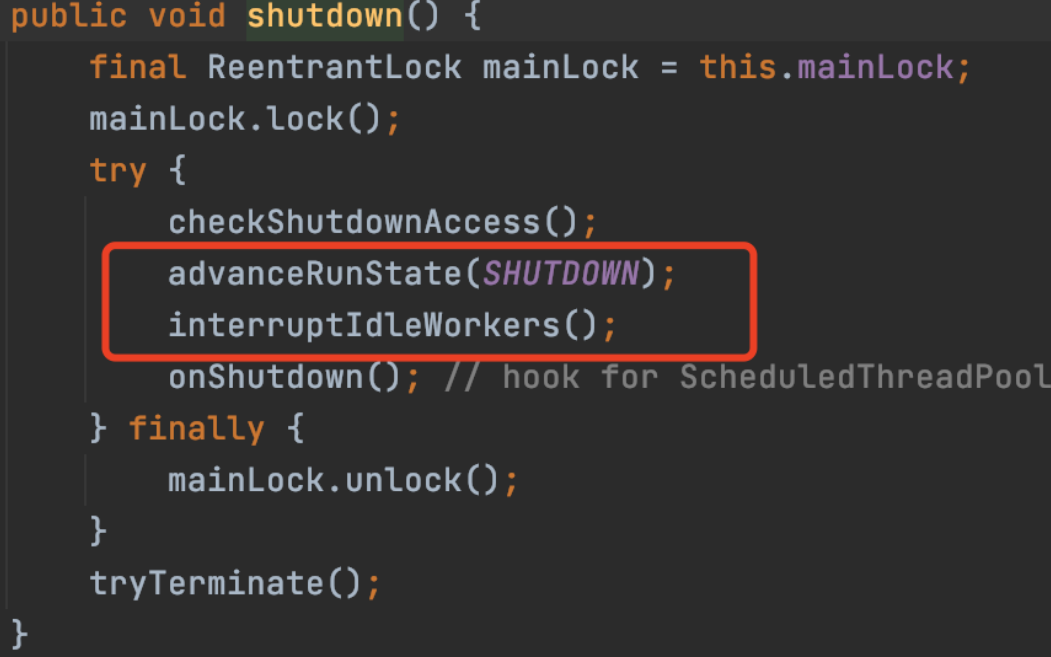 public void shutdown() {
final ReentrantLock mainLock = this.mainLock;
mainLock.lock();
try {
checkShutdownAccess();
advanceRunState(SHUTDOWN);
interruptIdleWorkers();
onShutdown(); // hook for ScheduledThreadPool
} finally {
mainLock.unlock();
}
tryTerminate();
}